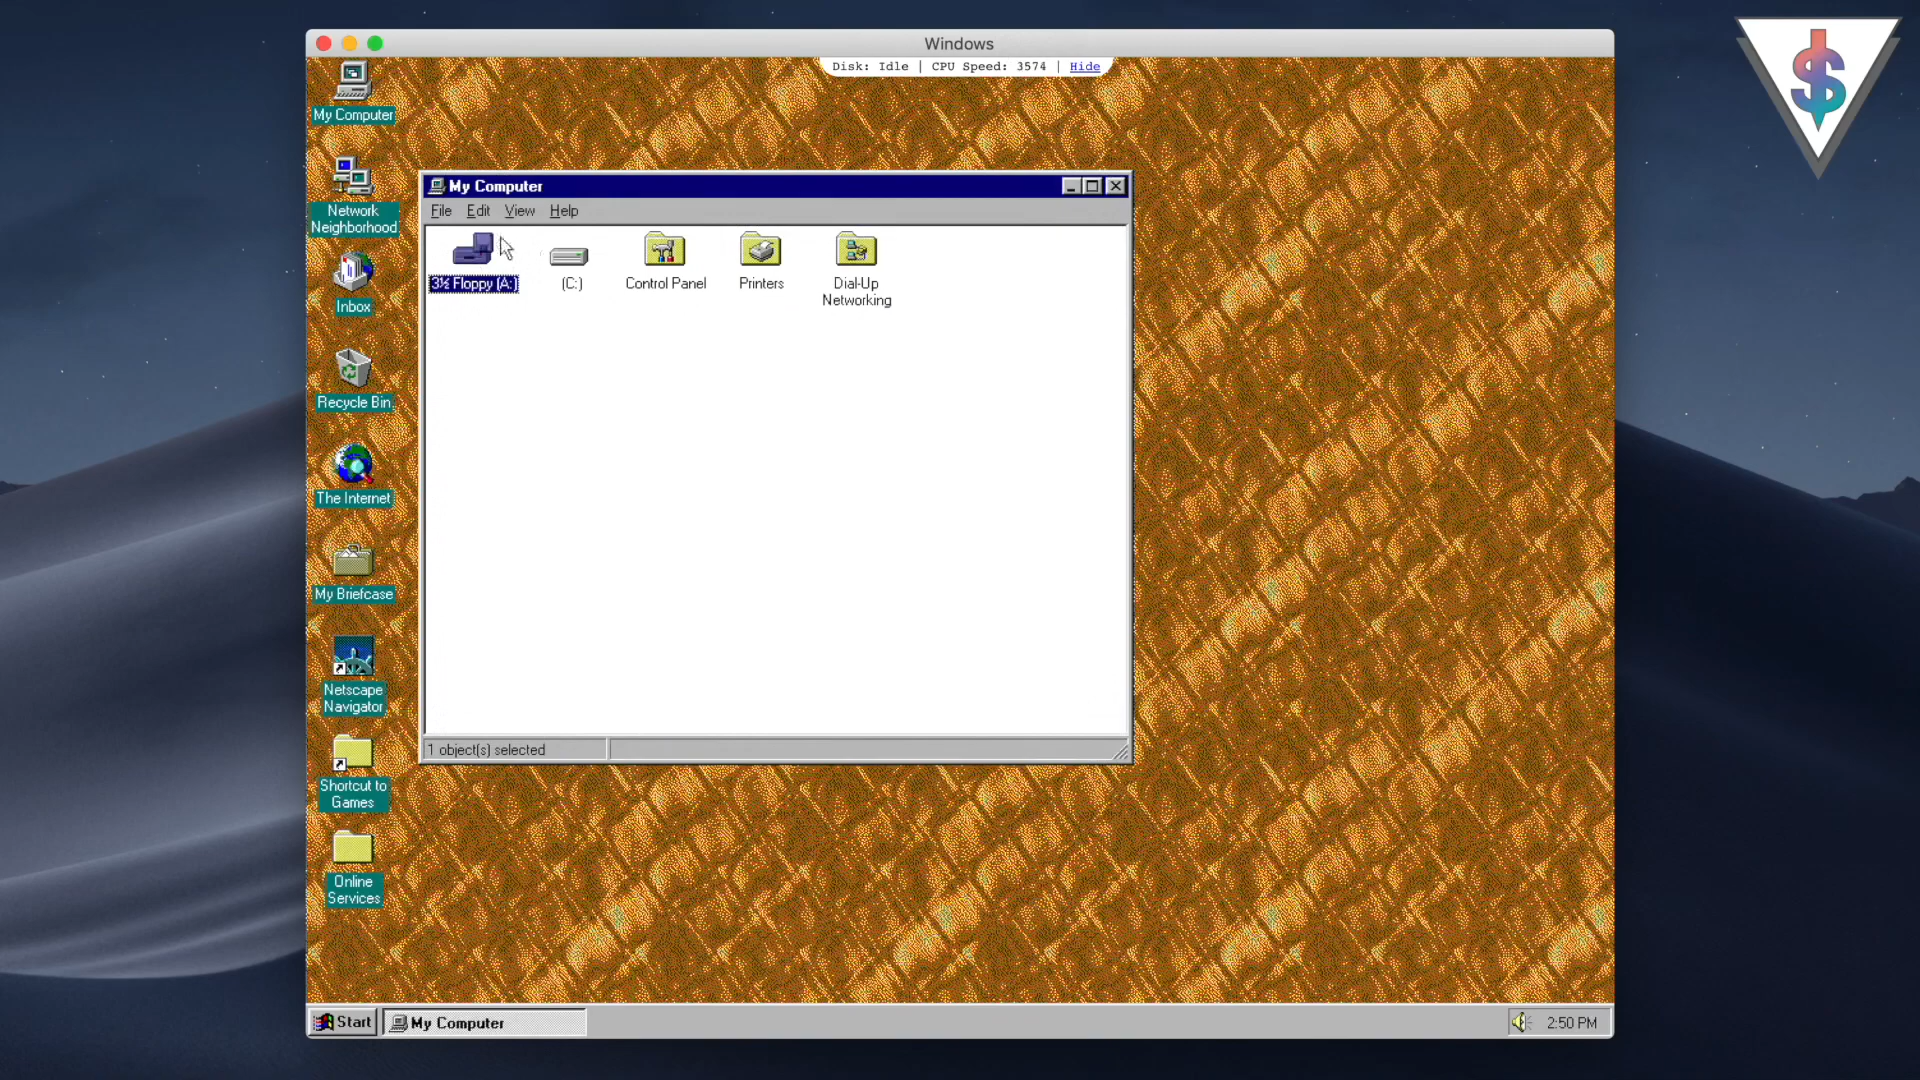 Windows
Disk: Idle | CPU Speed: 3574 | Hide
My Computer
Network
Neighborhood
Inbox
Recycle Bin
The Internet
My Briefcase
Netscape
Navigator
Shortcut to
Games
Online
Services
My Computer
File Edit View Help
3½ Floppy (A:)
(C:)
Control Panel
Printers
Dial-Up
Networking
1 object(s) selected
Start
My Computer
2:50 PM
$